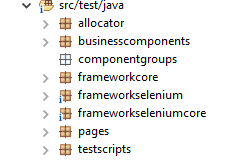 src/test/java
allocator
businesscomponents
componentgroups
frameworkcore
frameworkselenium
frameworkseleniumcore
pages
testscripts